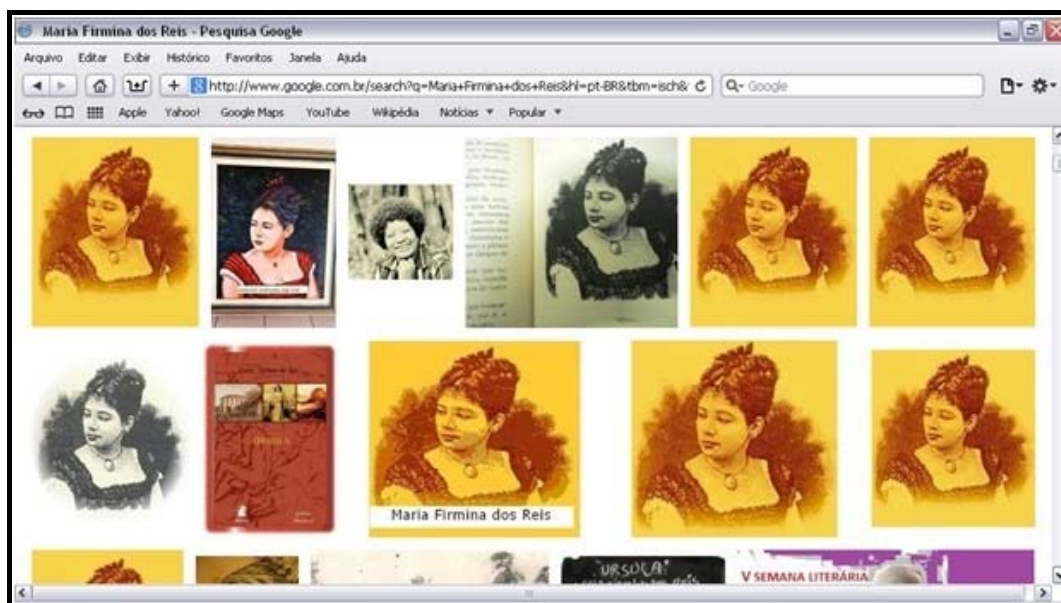 Maria Firmina dos Reis - Pesquisa Google
Arquivo Editar Exibir Histórico Favoritos Janela Ajuda
http://www.google.com.br/search?q=Maria+Firmina+dos+Reis&hl=pt-BR&tbm=isch& Google
Apple Yahoo! Google Maps YouTube Wikipédia Notícias Popular
Maria Firmina dos Reis
"URSULA"
V SEMANA LITERÁRIA